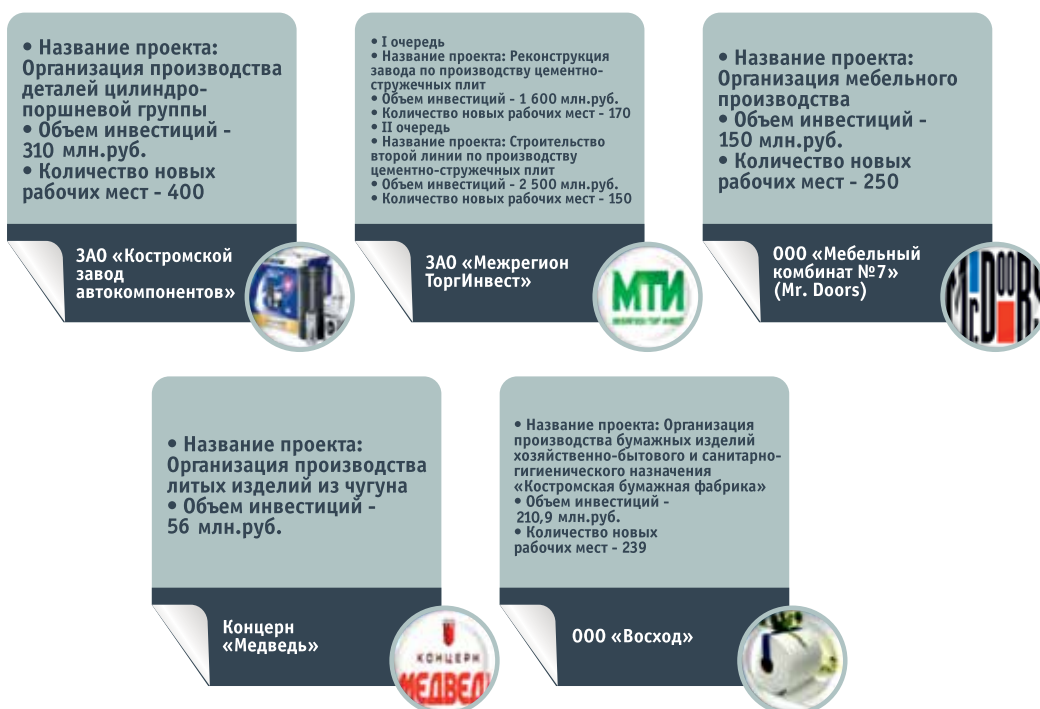 • Название проекта:
Организация производства
деталей цилиндро-
поршневой группы
• Объем инвестиций -
310 млн.руб.
• Количество новых
рабочих мест - 400
ЗАО «Костромской
завод
автокомпонентов»
• I очередь
• Название проекта: Реконструкция
завода по производству цементно-
стружечных плит
• Объем инвестиций - 1 600 млн.руб.
• Количество новых рабочих мест - 170
• II очередь
• Название проекта: Строительство
второй линии по производству
цементно-стружечных плит
• Объем инвестиций - 2 500 млн.руб.
• Количество новых рабочих мест - 150
ЗАО «Межрегион
ТоргИнвест»
МТИ
• Название проекта:
Организация мебельного
производства
• Объем инвестиций -
150 млн.руб.
• Количество новых
рабочих мест - 250
ООО «Мебельный
комбинат №7»
(Mr. Doors)
Mr.DOORS
• Название проекта:
Организация производства
литых изделий из чугуна
• Объем инвестиций -
56 млн.руб.
Концерн
«Медведь»
КОНЦЕРН
МЕДВЕДЬ
• Название проекта: Организация
производства бумажных изделий
хозяйственно-бытового и санитарно-
гигиенического назначения
«Костромская бумажная фабрика»
• Объем инвестиций -
210,9 млн.руб.
• Количество новых
рабочих мест - 239
ООО «Восход»